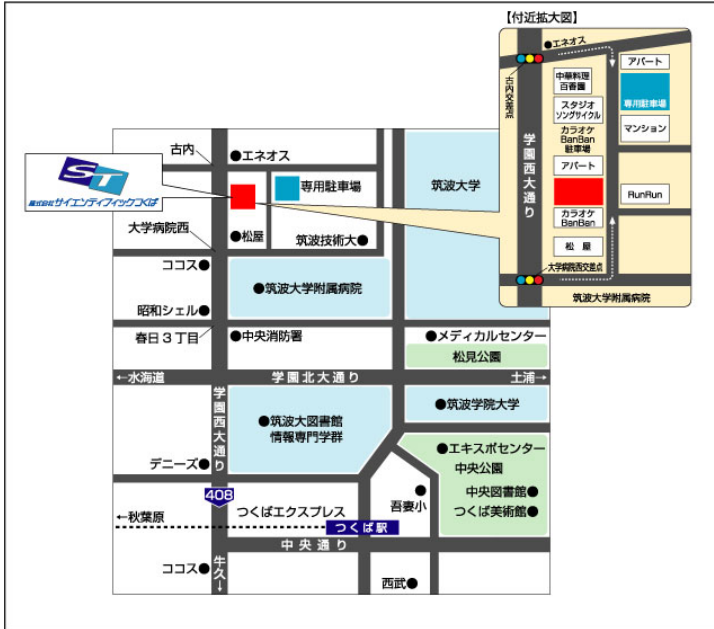 【付近拡大図】
●エネオス
アパート
中華料理
百香園
古内交差点
専用駐車場
スタジオ
ソングサイクル
カラオケ
BanBan
駐車場
マンション
学園西大通り
アパート
RunRun
カラオケ
BanBan
松 屋
大学病院西交差点
筑波大学附属病院
古内
●エネオス
ST
株式会社サイエンティフィックつくば
専用駐車場
筑波大学
●松屋
筑波技術大●
大学病院西
ココス●
●筑波大学附属病院
昭和シェル●
春日3丁目
●中央消防署
●メディカルセンター
松見公園
←水海道
学園北大通り
土浦→
学園西大通り
●筑波大図書館
情報専門学群
●筑波学院大学
デニーズ●
●エキスポセンター
中央公園
中央図書館●
つくば美術館●
408
つくばエクスプレス
●
吾妻小
←秋葉原
つくば駅
中央通り
ココス●
牛久→
西武●